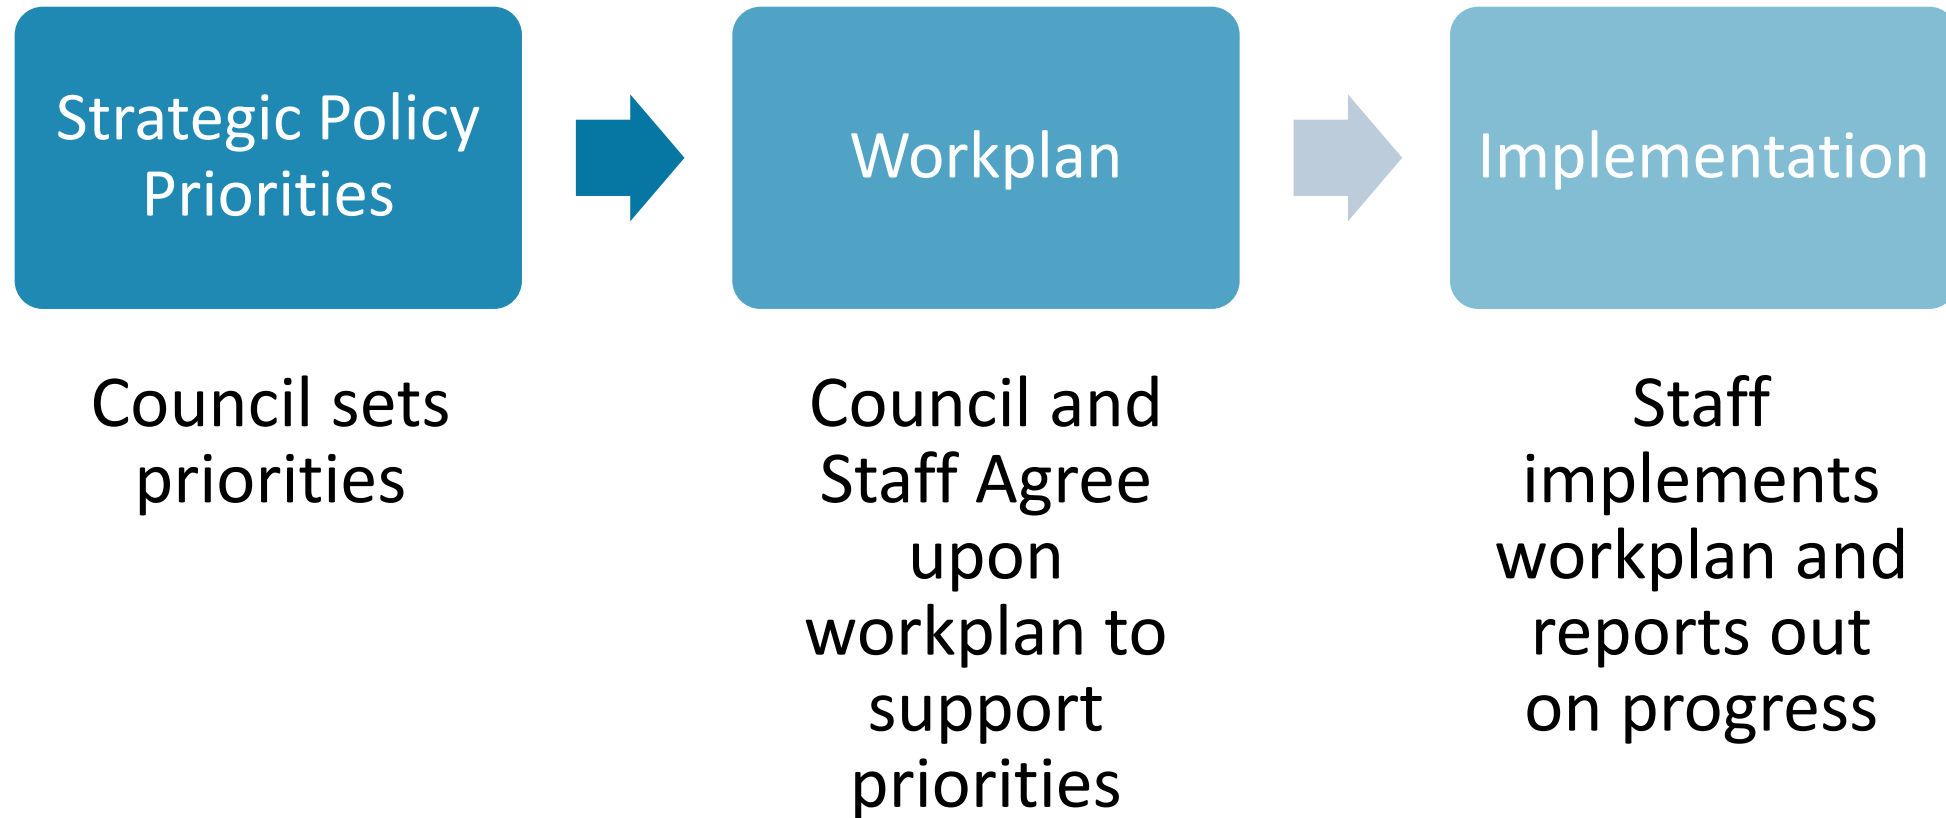 Strategic Policy
Priorities
Workplan
Implementation
Council sets
priorities
Council and
Staff Agree
upon
workplan to
support
priorities
Staff
implements
workplan and
reports out
on progress